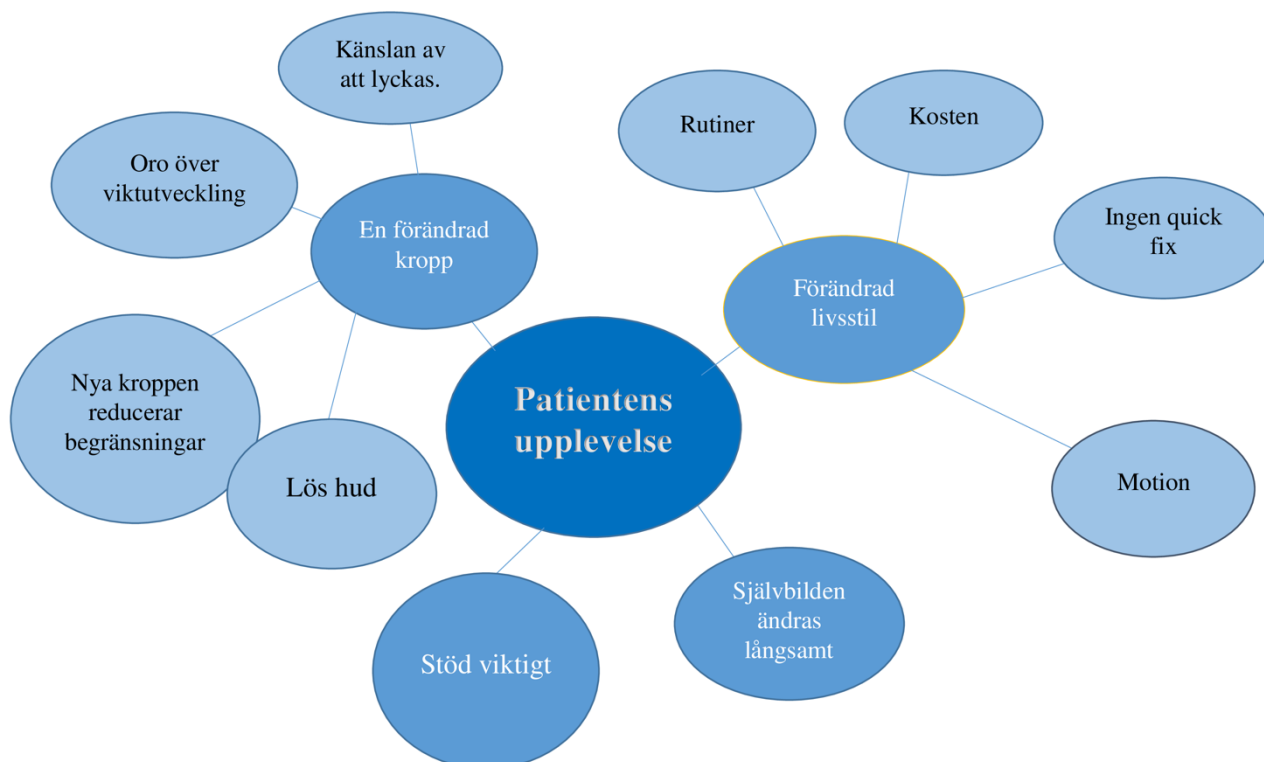 Känslan av
att lyckas.
Rutiner
Kosten
Oro över
viktutveckling
En förändrad
kropp
Ingen quick
fix
Förändrad
livsstil
Patientens
upplevelse
Nya kroppen
reducerar
begränsningar
Lös hud
Motion
Stöd viktigt
Självbilden
ändras
långsamt